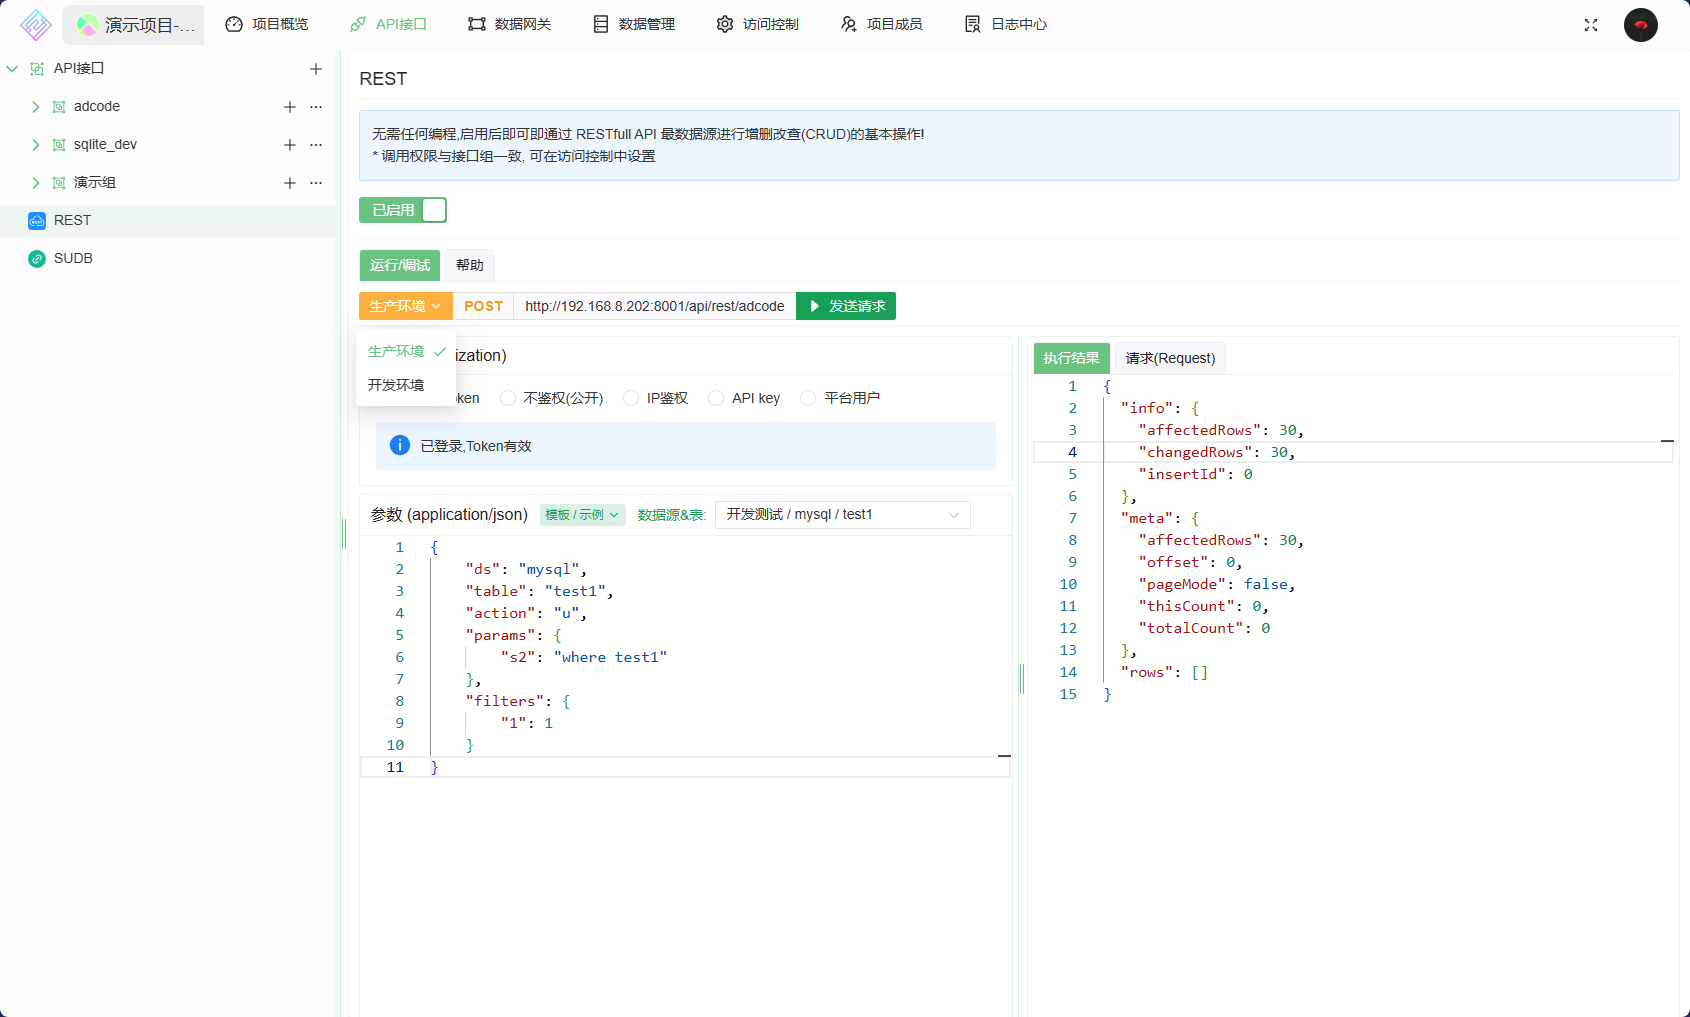 演示项目-...
项目概览
API接口
数据网关
数据管理
访问控制
项目成员
日志中心
API接口
adcode
sqlite_dev
演示组
REST
SUDB
REST
无需任何编程,启用后即可即通过 RESTfull API 最数据源进行增删改查(CRUD)的基本操作!
* 调用权限与接口组一致, 可在访问控制中设置
已启用
运行/调试
帮助
生产环境
POST
http://192.168.8.202:8001/api/rest/adcode
发送请求
生产环境
开发环境
ization)
ken
不鉴权(公开)
IP鉴权
API key
平台用户
已登录,Token有效
参数 (application/json)
模板 / 示例
数据源&表:
开发测试 / mysql / test1
1 {
2 "ds": "mysql",
3 "table": "test1",
4 "action": "u",
5 "params": {
6 "s2": "where test1"
7 },
8 "filters": {
9 "1": 1
10 }
11 }
执行结果
请求(Request)
1 {
2 "info": {
3 "affectedRows": 30,
4 "changedRows": 30,
5 "insertId": 0
6 },
7 "meta": {
8 "affectedRows": 30,
9 "offset": 0,
10 "pageMode": false,
11 "thisCount": 0,
12 "totalCount": 0
13 },
14 "rows": []
15 }